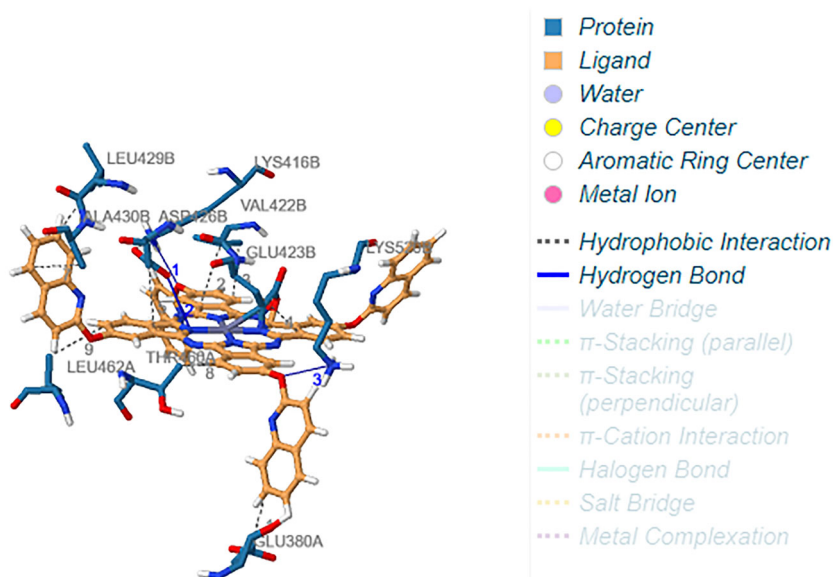 LEU429B
LYS416B
ALA430B
ASP426B
VAL422B
GLU423B
1
2
2
3
3
9
8
LEU462A
THR460A
GLU380A
Protein
Ligand
Water
Charge Center
Aromatic Ring Center
Metal Ion
Hydrophobic Interaction
Hydrogen Bond
Water Bridge
π-Stacking (parallel)
π-Stacking
(perpendicular)
π-Cation Interaction
Halogen Bond
Salt Bridge
Metal Complexation